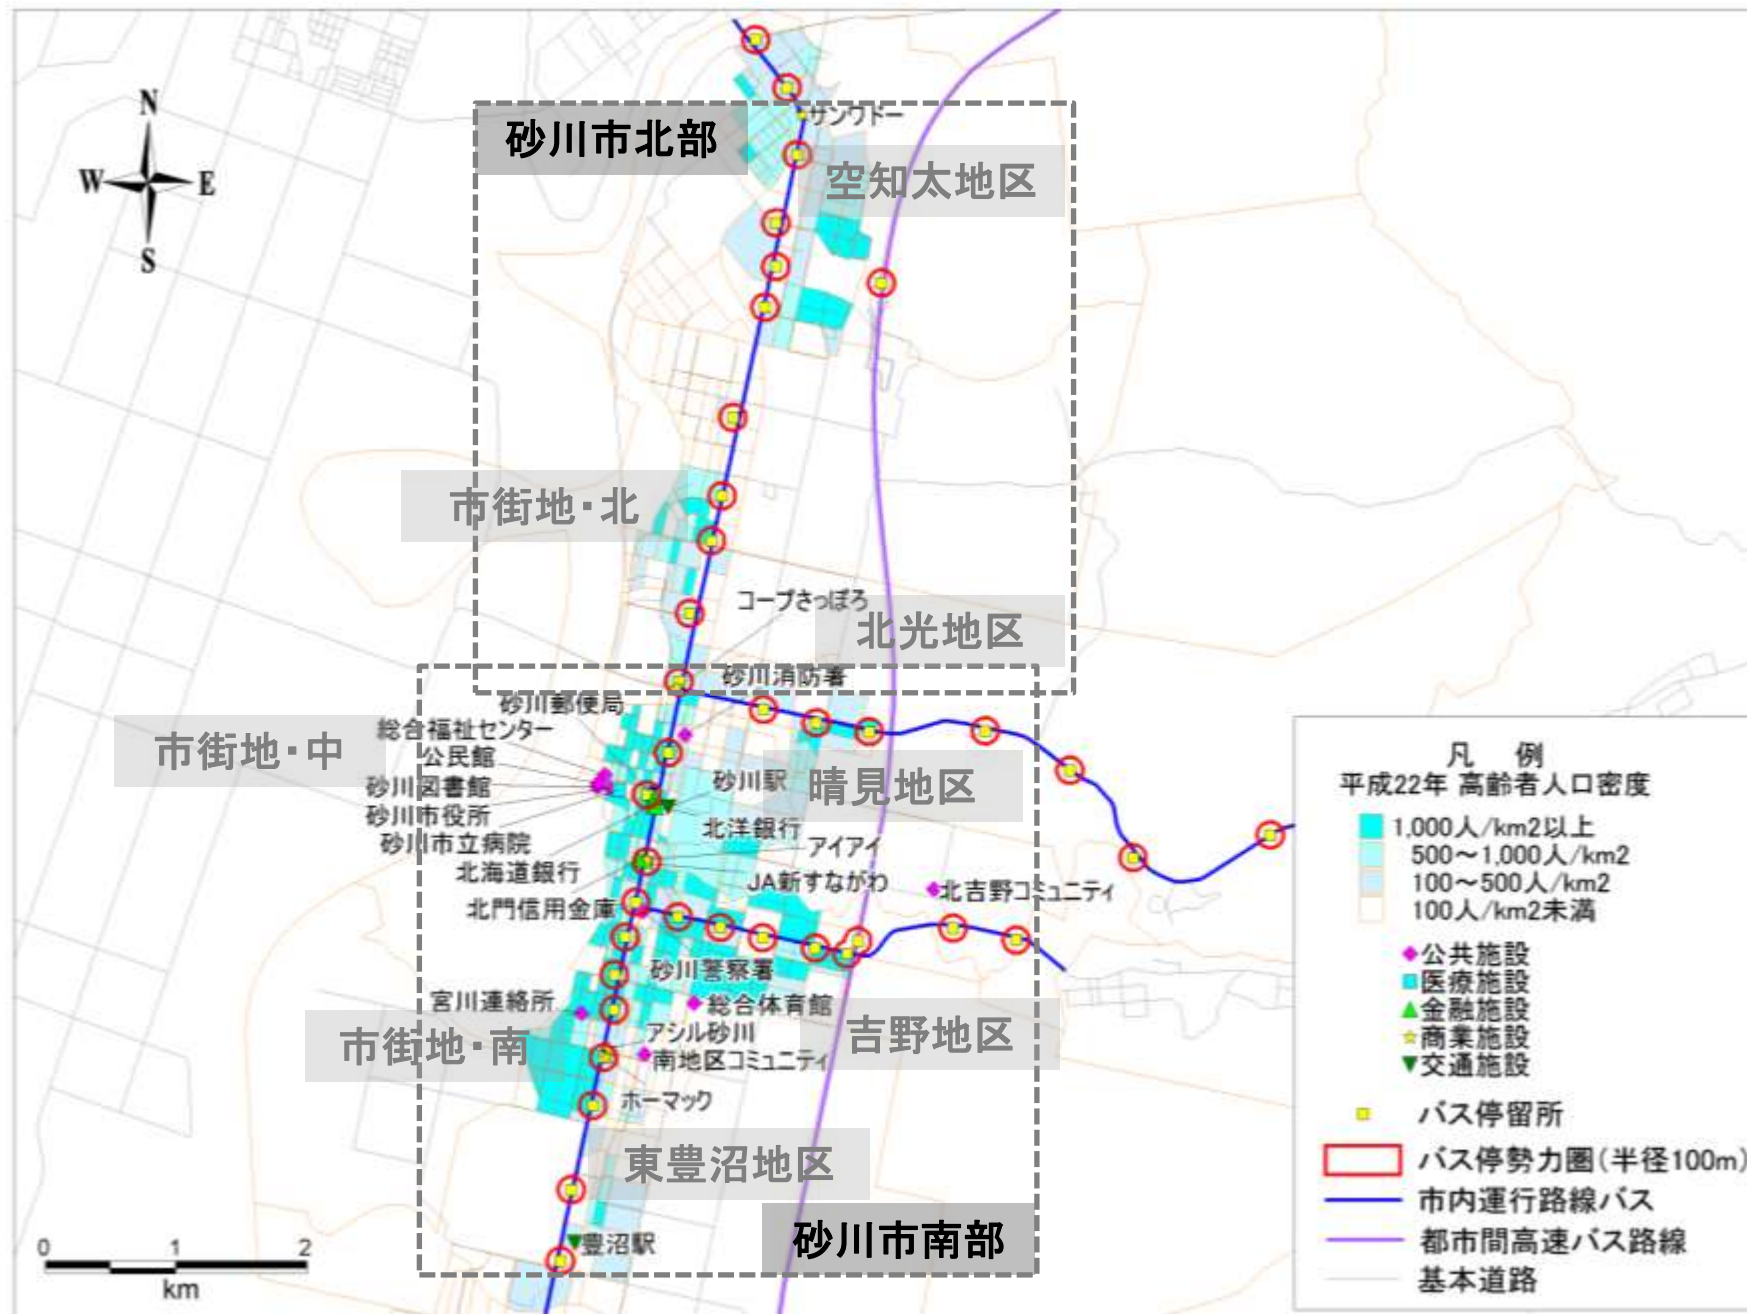 N
W
E
S
砂川市北部
サンワドー
空知太地区
市街地・北
コープさっぽろ
北光地区
砂川消防署
砂川郵便局
総合福祉センター
市街地・中
公民館
砂川図書館
砂川駅
晴見地区
砂川市役所
北洋銀行
砂川市立病院
アイアイ
北海道銀行
JA新すながわ
北吉野コミュニティ
北門信用金庫
砂川警察署
宮川連絡所
総合体育館
アシル砂川
吉野地区
市街地・南
南地区コミュニティ
ホーマック
東豊沼地区
砂川市南部
豊沼駅
0 1 2
km
凡 例
平成22年 高齢者人口密度
1,000人/km2以上
500～1,000人/km2
100～500人/km2
100人/km2未満
公共施設
医療施設
金融施設
商業施設
交通施設
バス停留所
バス停勢力圏(半径100m)
市内運行路線バス
都市間高速バス路線
基本道路